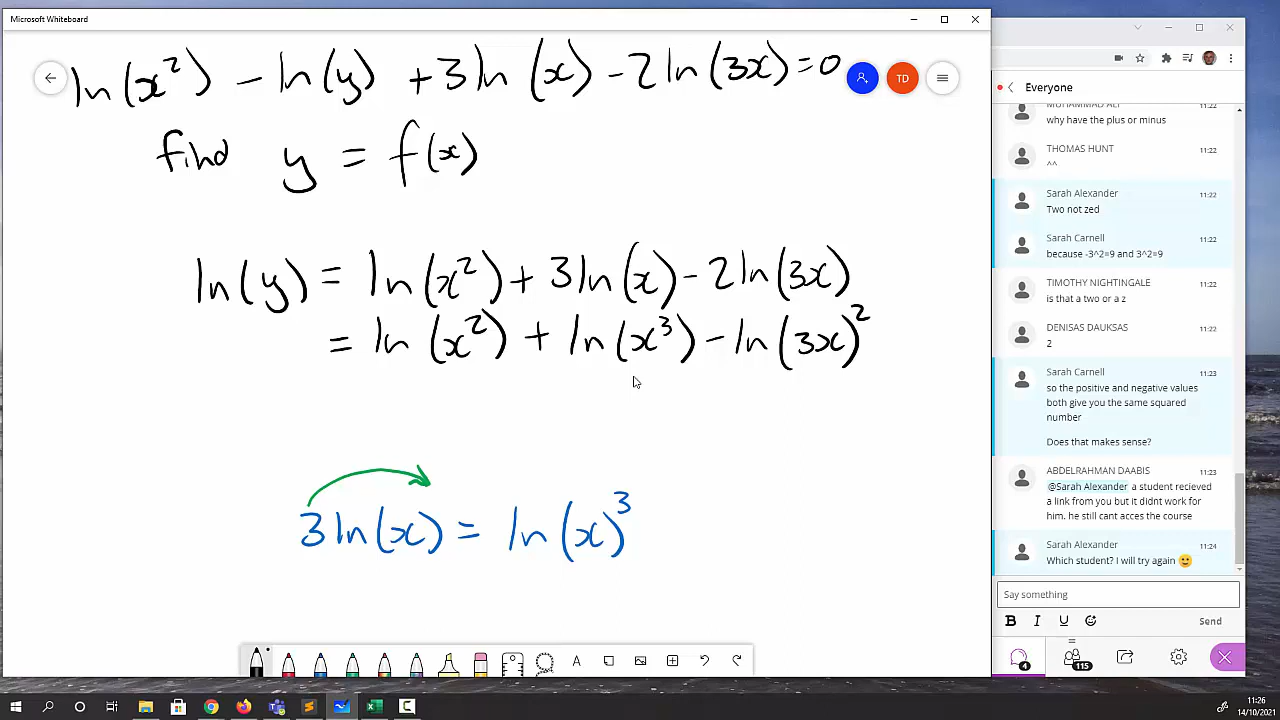 Microsoft Whiteboard
ln(x²) - ln(y) + 3ln(x) - 2ln(3x) = 0
TD
find y = f(x)
ln(y) = ln(x²) + 3ln(x) - 2ln(3x)
= ln(x²) + ln(x³) - ln(3x)²
3ln(x) = ln(x)³
A
Everyone
MUHAMMAD ALI 11:22
why have the plus or minus
THOMAS HUNT 11:22
^^
Sarah Alexander 11:22
Two not zed
Sarah Carnell 11:22
because -3^2=9 and 3^2=9
TIMOTHY NIGHTINGALE 11:22
is that a two or a z
DENISAS DAUKSAS 11:22
2
Sarah Carnell 11:23
so the positive and negative values
both give you the same squared
number
Does that makes sense?
ABDELRAHMAN DAABIS 11:23
@Sarah Alexander a student recieved
a link from you but it didnt work for
him. he still cant acces the course
Sarah Alexander 11:24
Which student? I will try again 🙂
Say something
B I U Send
4
115
11:26
14/10/2021